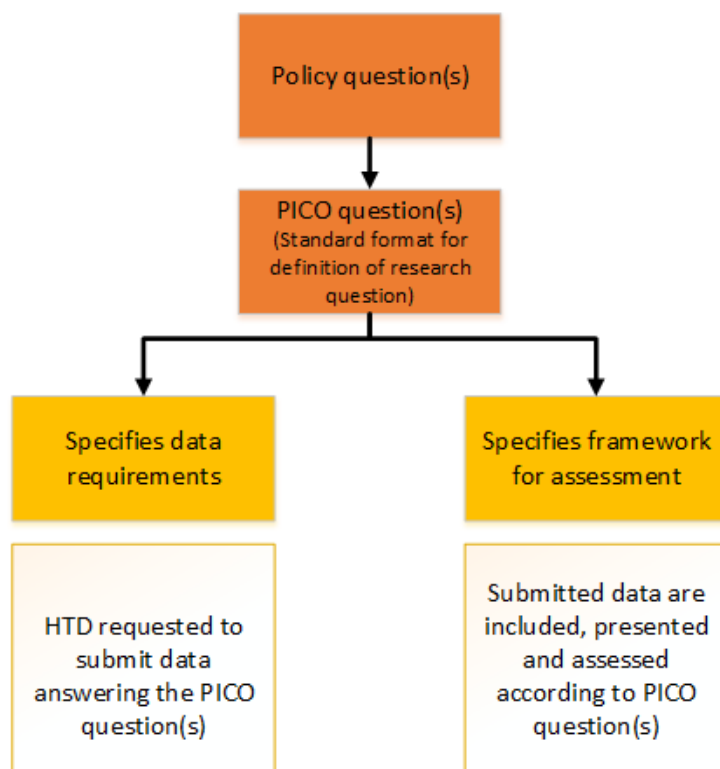 Policy question(s)
PICO question(s)
(Standard format for
definition of research
question)
Specifies data
requirements
Specifies framework
for assessment
HTD requested to
submit data
answering the PICO
question(s)
Submitted data are
included, presented
and assessed
according to PICO
question(s)